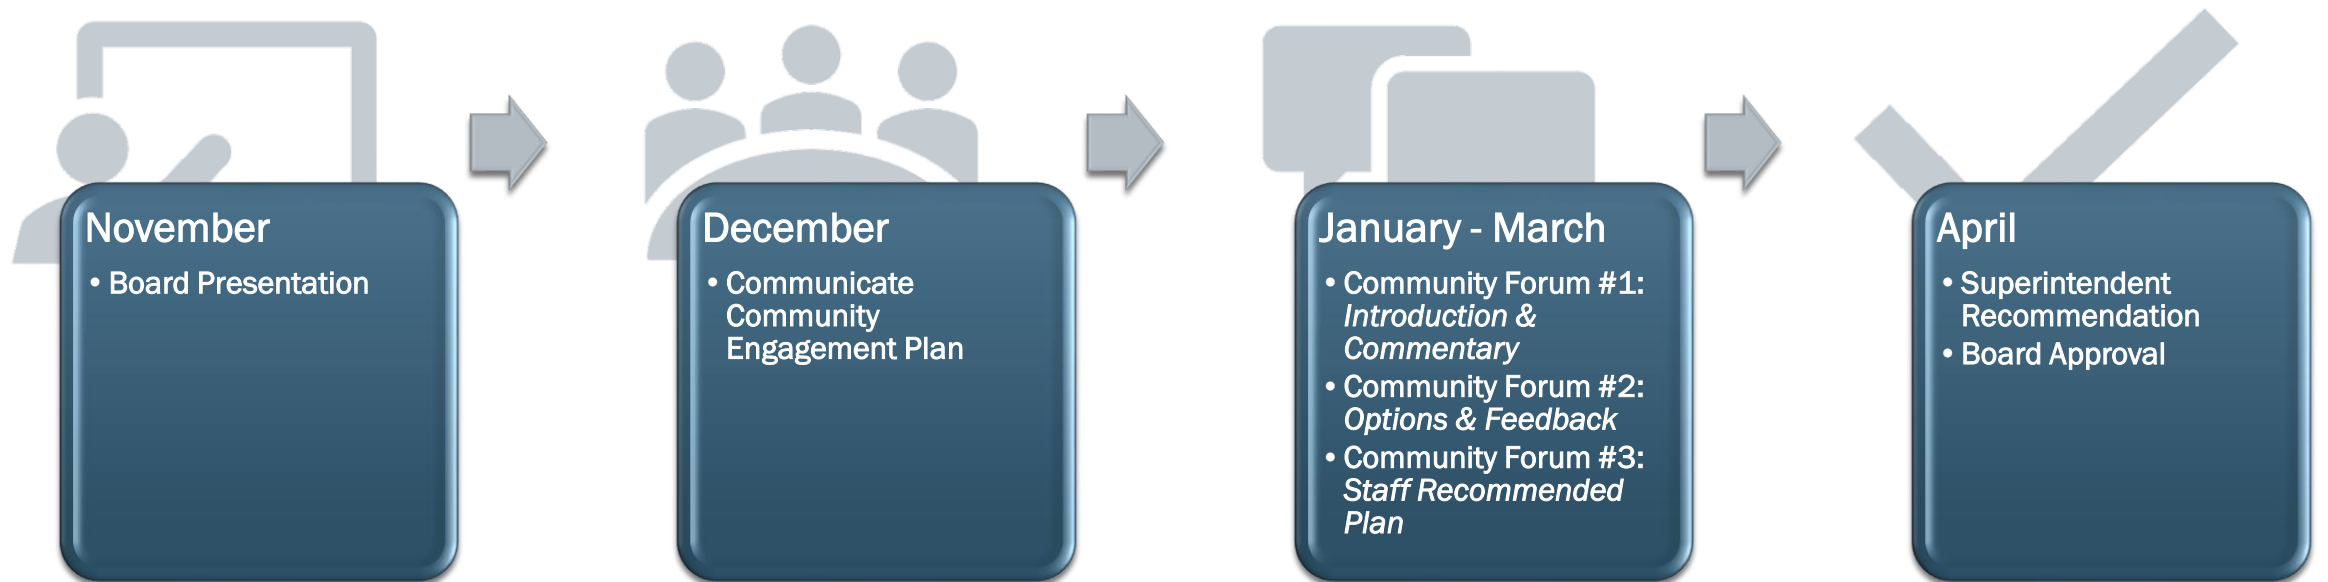 November
• Board Presentation
December
• Communicate
Community
Engagement Plan
January - March
• Community Forum #1:
Introduction &
Commentary
• Community Forum #2:
Options & Feedback
• Community Forum #3:
Staff Recommended
Plan
April
• Superintendent
Recommendation
• Board Approval